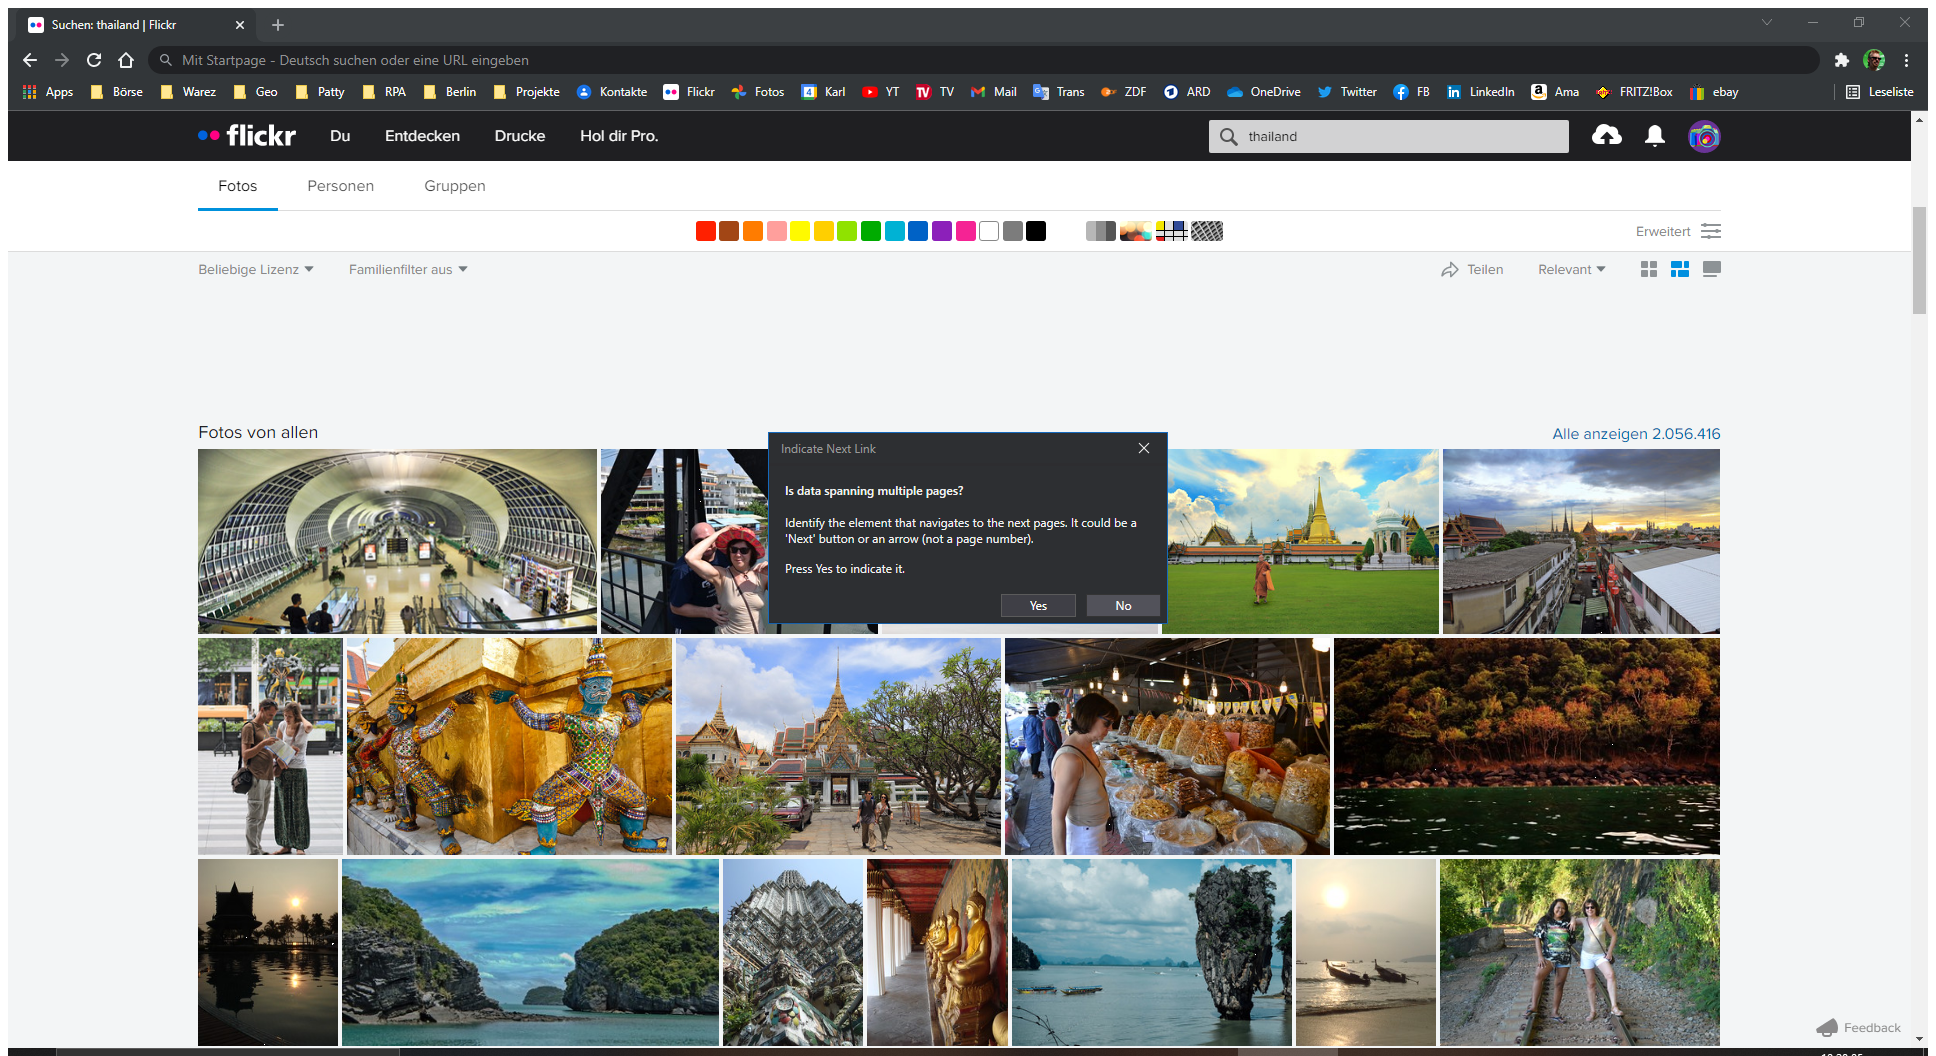 Suchen: thailand | Flickr
Mit Startpage - Deutsch suchen oder eine URL eingeben
Apps Börse Warez Geo Patty RPA Berlin Projekte Kontakte Flickr Fotos Karl YT TV Mail Trans ZDF ARD OneDrive Twitter FB LinkedIn Ama FRITZ!Box ebay Leseliste
flickr Du Entdecken Drucke Hol dir Pro. thailand
Fotos Personen Gruppen
Erweitert
Beliebige Lizenz Familienfilter aus Teilen Relevant
Fotos von allen Alle anzeigen 2.056.416
Indicate Next Link
Is data spanning multiple pages?
Identify the element that navigates to the next pages. It could be a
'Next' button or an arrow (not a page number).
Press Yes to indicate it.
Yes No
Feedback